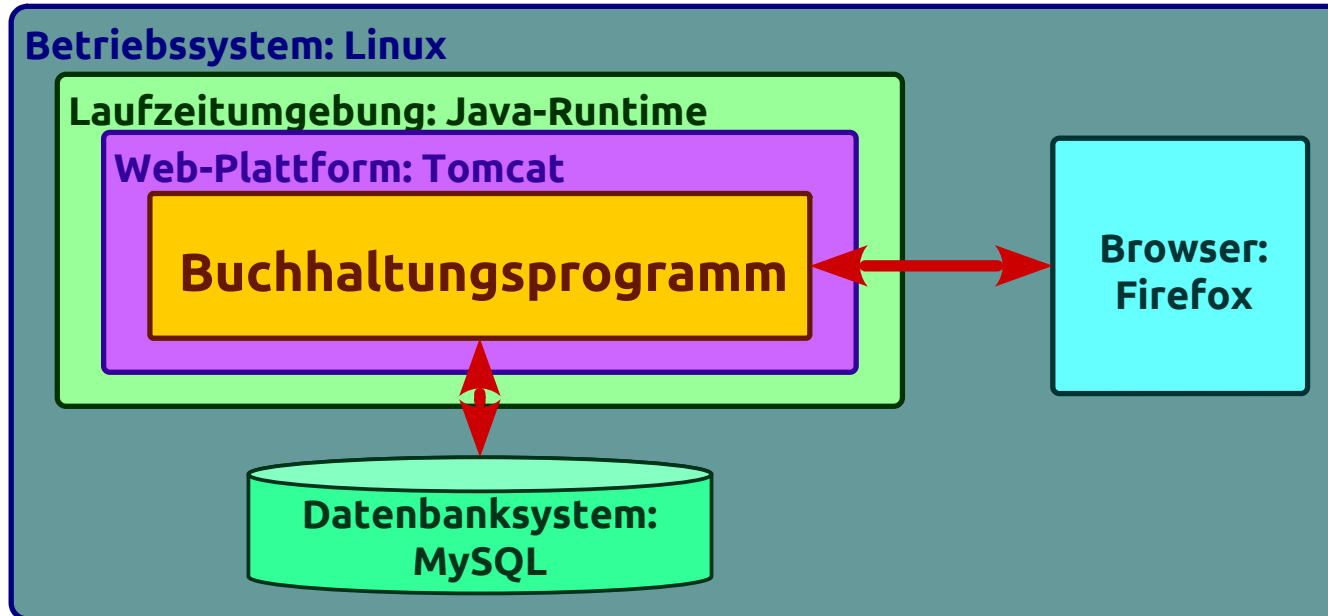 Betriebssystem: Linux
Laufzeitumgebung: Java-Runtime
Web-Plattform: Tomcat
Buchhaltungsprogramm
Browser:
Firefox
Datenbanksystem:
MySQL